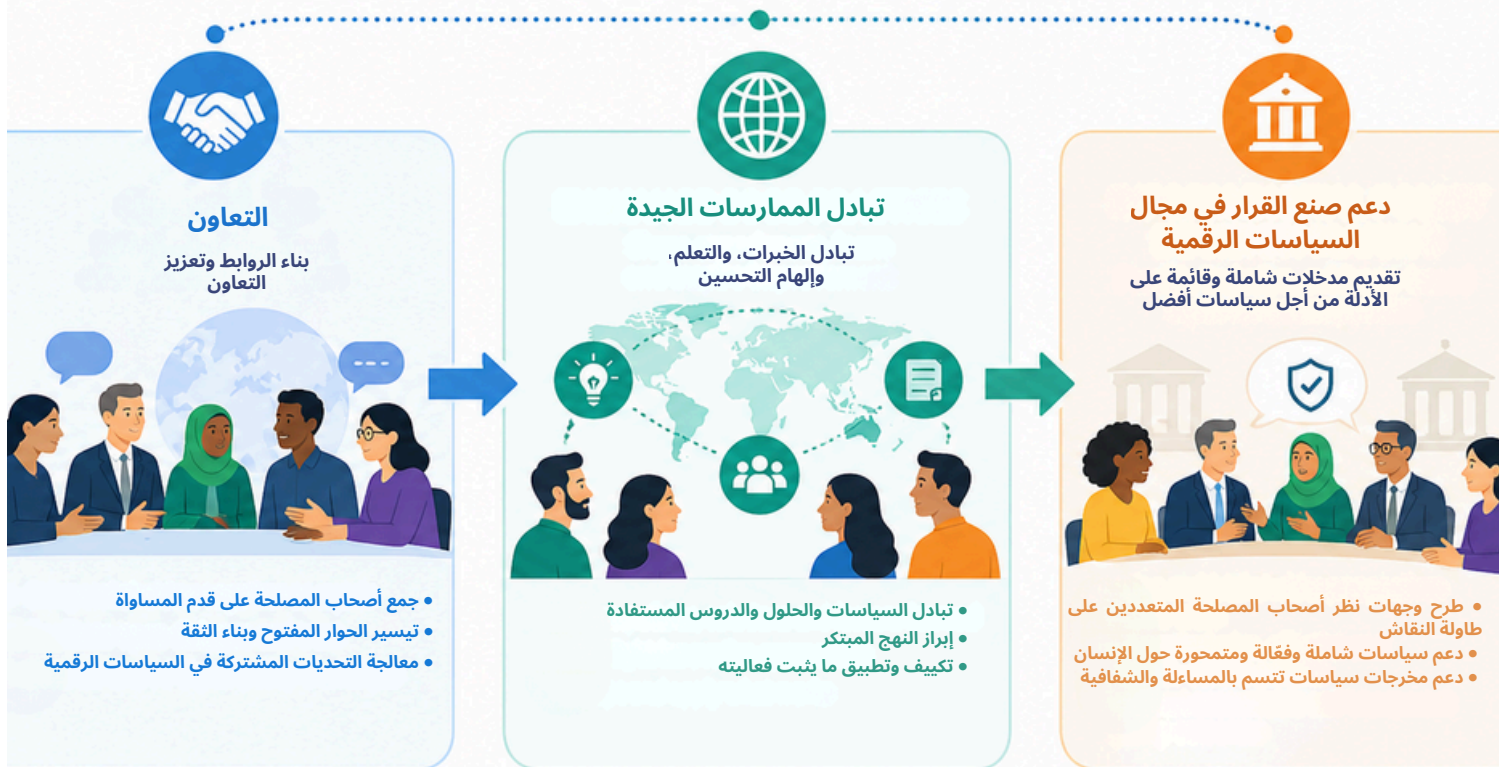 التعاون
بناء الروابط وتعزيز
التعاون
• جمع أصحاب المصلحة على قدم المساواة
• تيسير الحوار المفتوح وبناء الثقة
• معالجة التحديات المشتركة في السياسات الرقمية
تبادل الممارسات الجيدة
تبادل الخبرات، والتعلم،
وإلهام التحسين
• تبادل السياسات والحلول والدروس المستفادة
• إبراز النهج المبتكر
• تكييف وتطبيق ما يثبت فعاليته
دعم صنع القرار في مجال
السياسات الرقمية
تقديم مدخلات شاملة وقائمة على
الأدلة من أجل سياسات أفضل
• طرح وجهات نظر أصحاب المصلحة المتعددين على
طاولة النقاش
• دعم سياسات شاملة وفعّالة ومتمحورة حول الإنسان
• دعم مخرجات سياسات تتسم بالمساءلة والشفافية